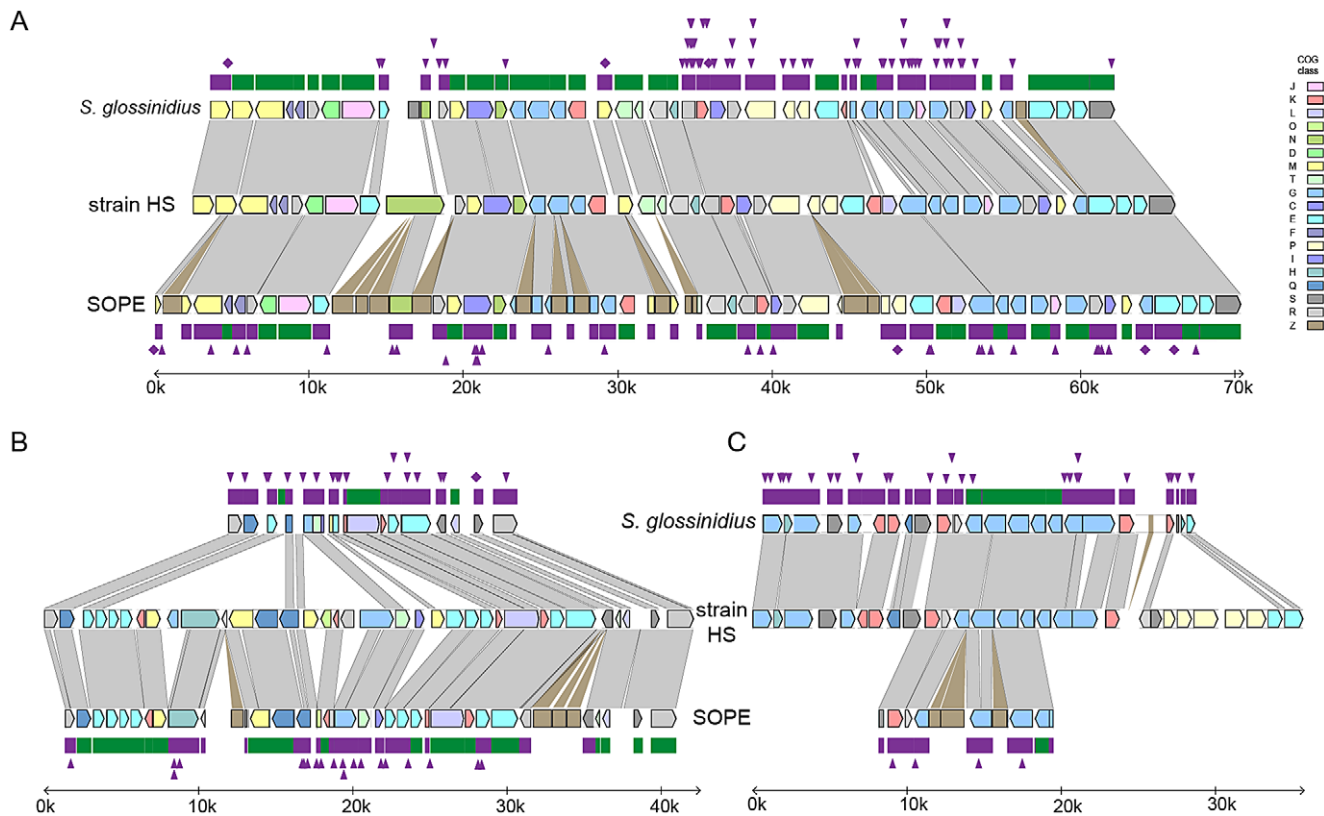 A
COG
class
J
K
L
O
N
D
M
T
G
C
E
F
P
I
H
Q
S
R
Z
S. glossinidius
strain HS
SOPE
0k 10k 20k 30k 40k 50k 60k 70k
B
C
S. glossinidius
strain
HS
SOPE
0k 10k 20k 30k 40k
0k 10k 20k 30k